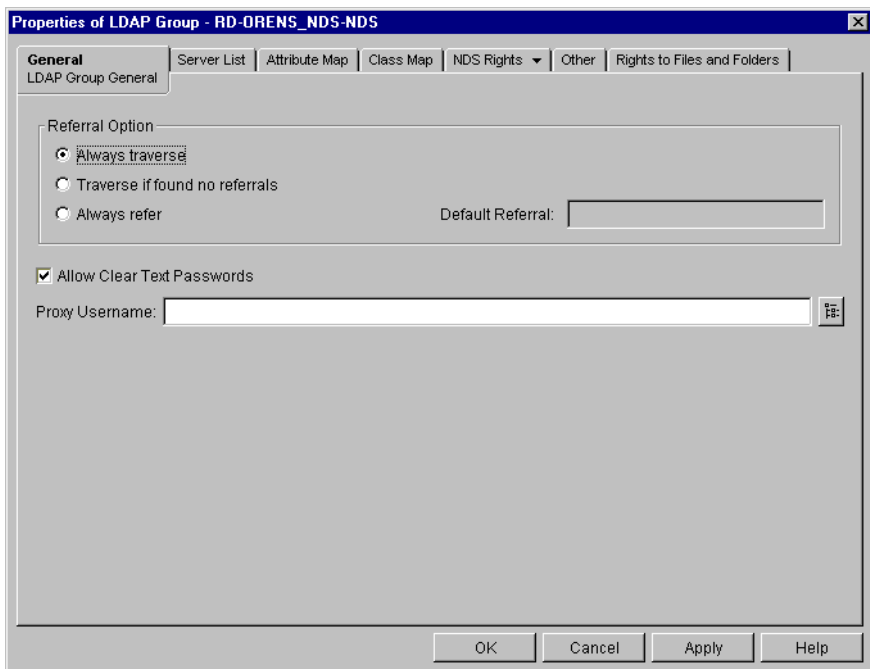 Properties of LDAP Group - RD-ORENS_NDS-NDS
General Server List Attribute Map Class Map NDS Rights Other Rights to Files and Folders
LDAP Group General
Referral Option
Always traverse
Traverse if found no referrals
Always refer Default Referral:
Allow Clear Text Passwords
Proxy Username:
OK Cancel Apply Help